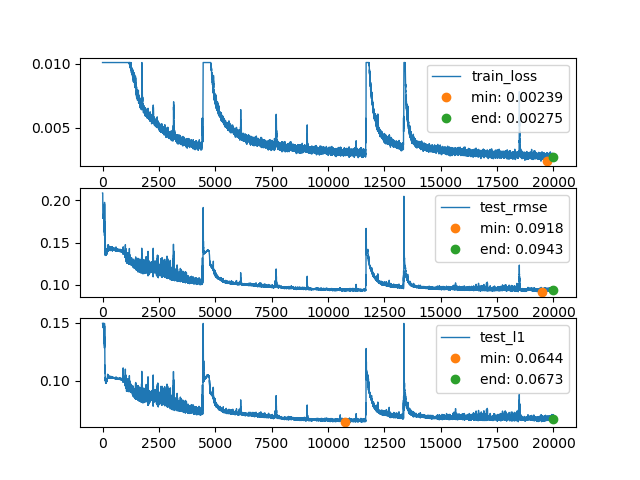 0.010
0.005
train_loss
min: 0.00239
end: 0.00275
0 2500 5000 7500 10000 12500 15000 17500 20000
0.20
0.15
0.10
test_rmse
min: 0.0918
end: 0.0943
0 2500 5000 7500 10000 12500 15000 17500 20000
0.15
0.10
test_l1
min: 0.0644
end: 0.0673
0 2500 5000 7500 10000 12500 15000 17500 20000